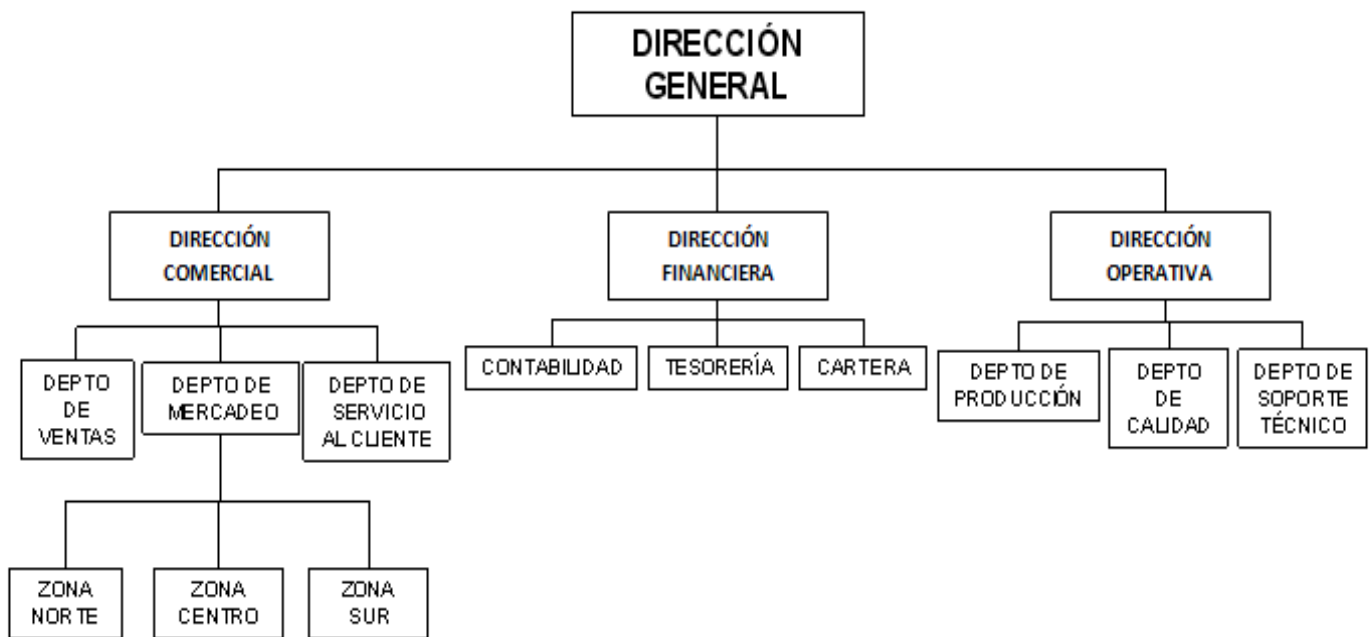 DIRECCIÓN
GENERAL
DIRECCIÓN
COMERCIAL
DIRECCIÓN
FINANCIERA
DIRECCIÓN
OPERATIVA
DEPTO
DE
VENTAS
DEPTO DE
MERCADEO
DEPTO DE
SERVICIO
AL CLIENTE
CONTABILIDAD
TESORERÍA
CARTERA
DEPTO DE
PRODUCCIÓN
DEPTO
DE
CALIDAD
DEPTO DE
SOPORTE
TÉCNICO
ZONA
NORTE
ZONA
CENTRO
ZONA
SUR